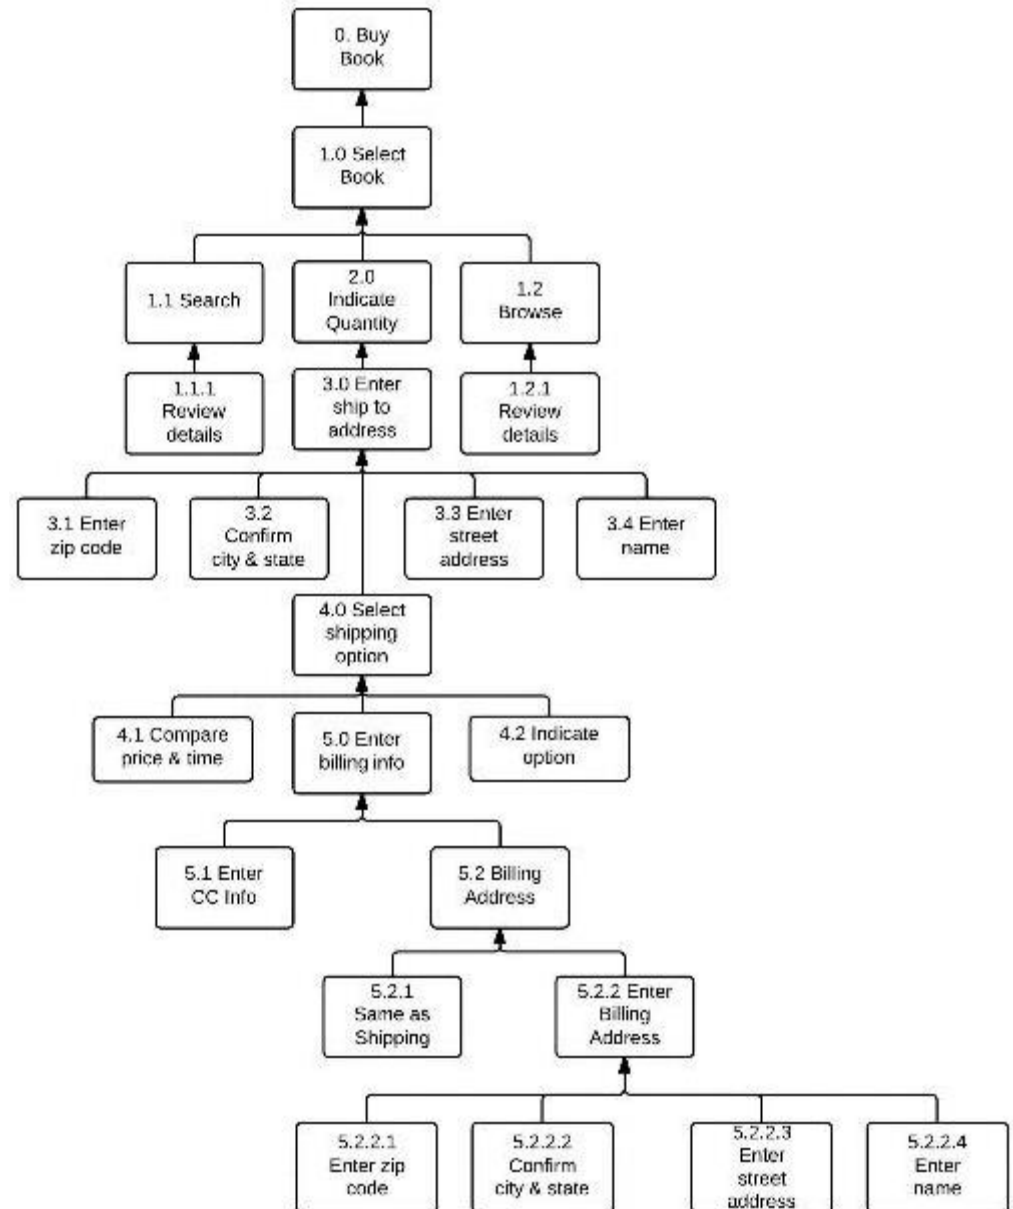 0. Buy
Book
1.0 Select
Book
1.1 Search
2.0
Indicate
Quantity
1.2
Browse
1.1.1
Review
details
3.0 Enter
ship to
address
1.2.1
Review
details
3.1 Enter
zip code
3.2
Confirm
city & state
3.3 Enter
street
address
3.4 Enter
name
4.0 Select
shipping
option
4.1 Compare
price & time
5.0 Enter
billing info
4.2 Indicate
option
5.1 Enter
CC Info
5.2 Billing
Address
5.2.1
Same as
Shipping
5.2.2 Enter
Billing
Address
5.2.2.1
Enter zip
code
5.2.2.2
Confirm
city & state
5.2.2.3
Enter
street
address
5.2.2.4
Enter
name